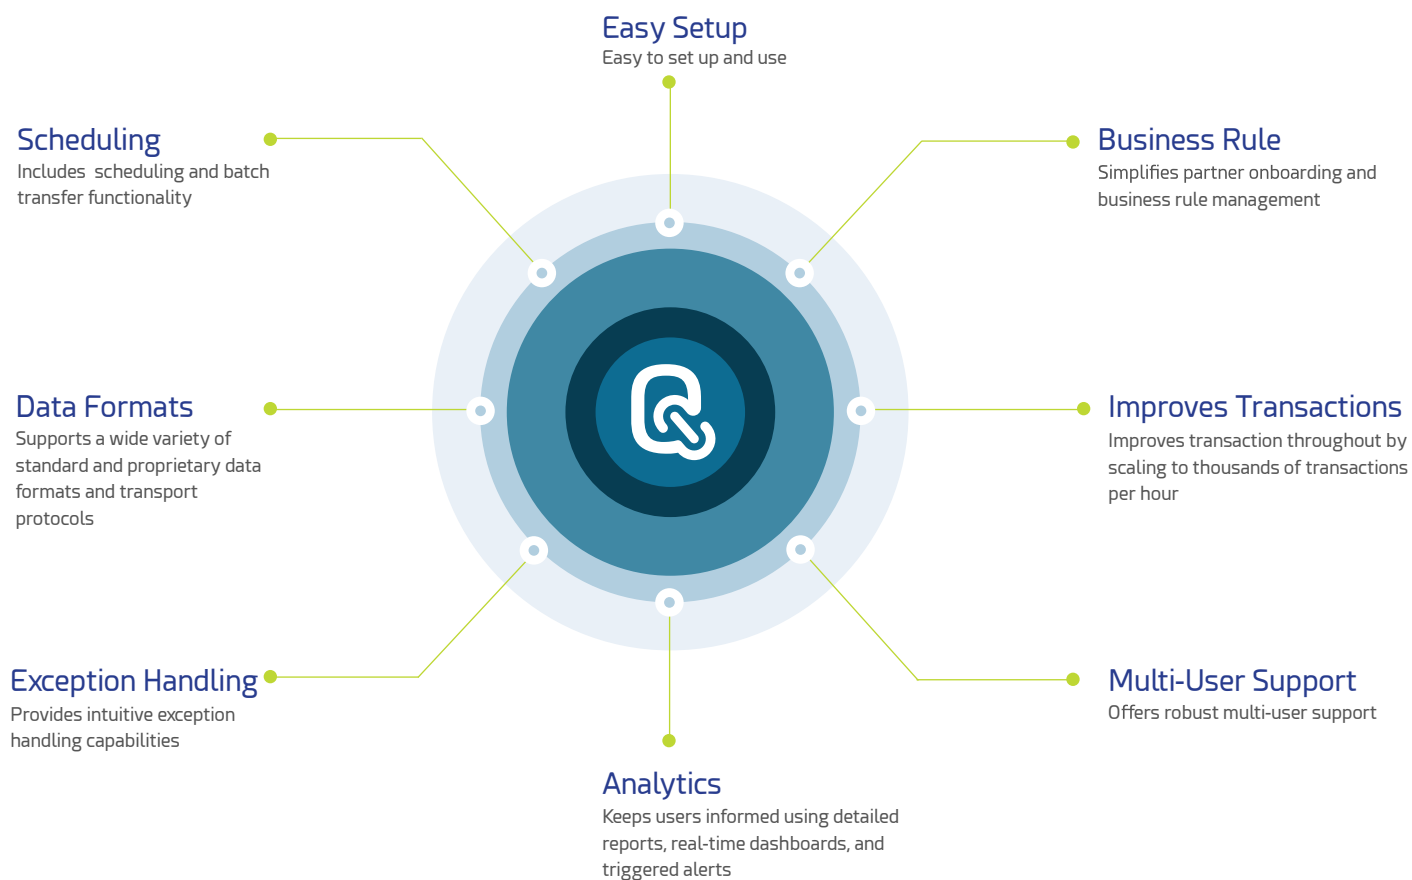 Easy Setup
Easy to set up and use
Scheduling
Includes scheduling and batch
transfer functionality
Business Rule
Simplifies partner onboarding and
business rule management
Data Formats
Supports a wide variety of
standard and proprietary data
formats and transport
protocols
Improves Transactions
Improves transaction throughout by
scaling to thousands of transactions
per hour
Exception Handling
Provides intuitive exception
handling capabilities
Multi-User Support
Offers robust multi-user support
Analytics
Keeps users informed using detailed
reports, real-time dashboards, and
triggered alerts